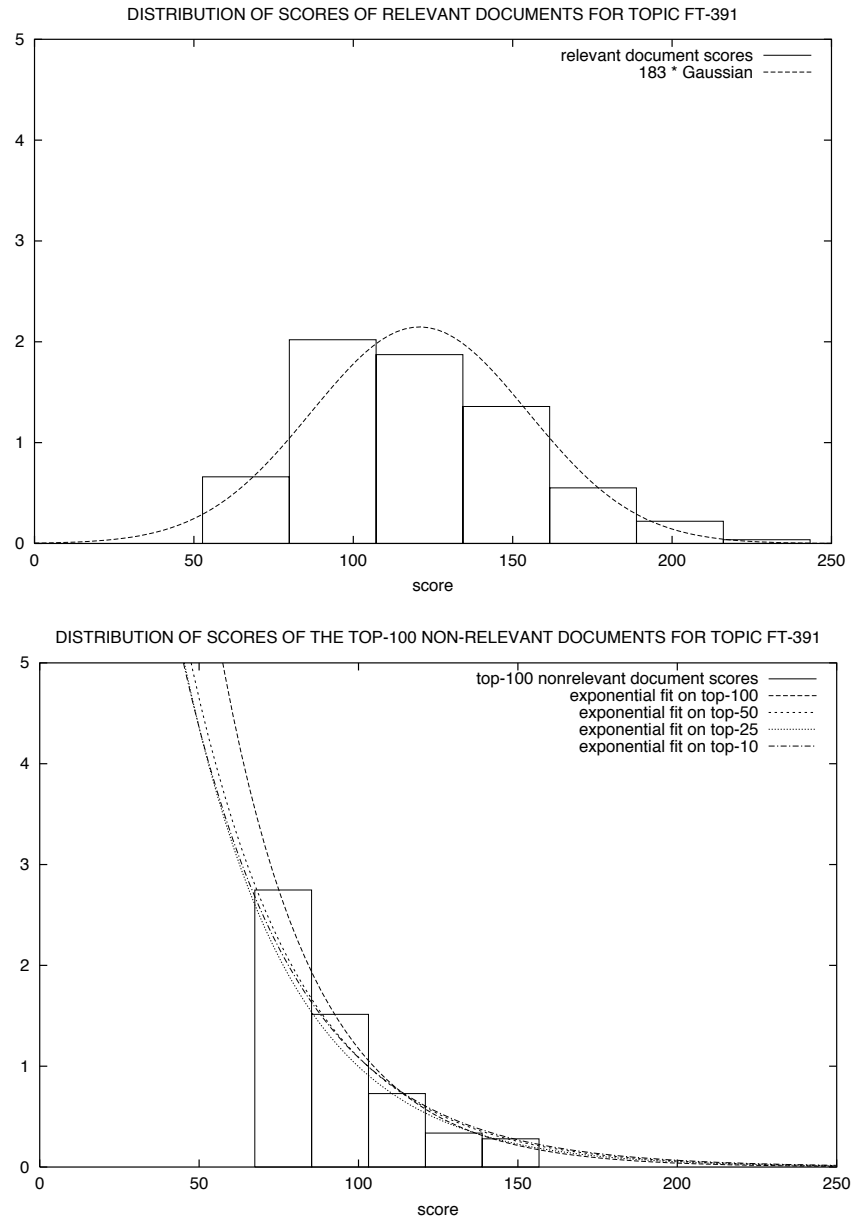 DISTRIBUTION OF SCORES OF RELEVANT DOCUMENTS FOR TOPIC FT-391
5
relevant document scores
183 * Gaussian
4
3
2
1
0
0 50 100 150 200 250
score
DISTRIBUTION OF SCORES OF THE TOP-100 NON-RELEVANT DOCUMENTS FOR TOPIC FT-391
5
top-100 nonrelevant document scores
exponential fit on top-100
exponential fit on top-50
exponential fit on top-25
exponential fit on top-10
4
3
2
1
0
0 50 100 150 200 250
score